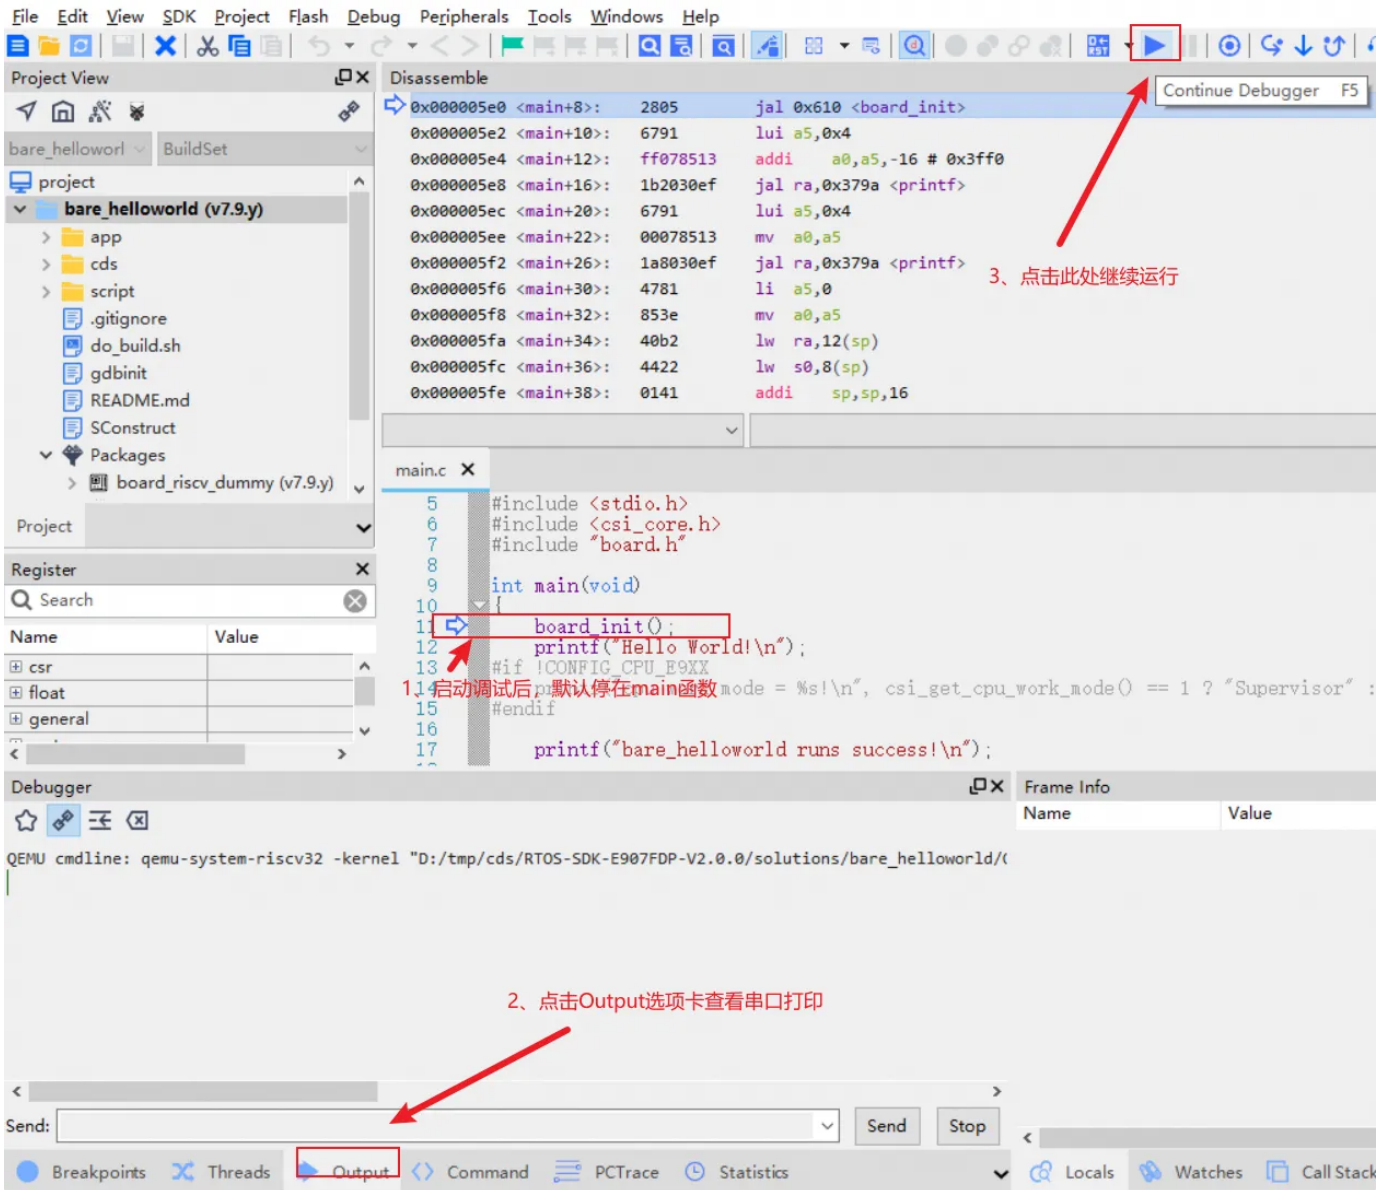 File Edit View SDK Project Flash Debug Peripherals Tools Windows Help
Project View
Disassemble
Continue Debugger F5
3、点击此处继续运行
bare_helloworl BuildSet
project
bare_helloworld (v7.9.y)
app
cds
script
.gitignore
do_build.sh
gdbinit
README.md
SConstruct
Packages
board_riscv_dummy (v7.9.y)
Project
0x000005e0 <main+8>: 2805 jal 0x610 <board_init>
0x000005e2 <main+10>: 6791 lui a5,0x4
0x000005e4 <main+12>: ff078513 addi a0,a5,-16 # 0x3ff0
0x000005e8 <main+16>: 1b2030ef jal ra,0x379a <printf>
0x000005ec <main+20>: 6791 lui a5,0x4
0x000005ee <main+22>: 00078513 mv a0,a5
0x000005f2 <main+26>: 1a8030ef jal ra,0x379a <printf>
0x000005f6 <main+30>: 4781 li a5,0
0x000005f8 <main+32>: 853e mv a0,a5
0x000005fa <main+34>: 40b2 lw ra,12(sp)
0x000005fc <main+36>: 4422 lw s0,8(sp)
0x000005fe <main+38>: 0141 addi sp,sp,16
main.c
5 #include <stdio.h>
6 #include <csi_core.h>
7 #include "board.h"
8
9 int main(void)
10 {
11 board_init();
12 printf("Hello World!\n");
13 #if !CONFIG_CPU_E9XX
14 mode = %s!\n", csi_get_cpu_work_mode() == 1 ? "Supervisor" :
1、启动调试后，默认停在main函数
15 #endif
16
17 printf("bare_helloworld runs success!\n");
Register
Search
Name Value
csr
float
general
Debugger
QEMU cmdline: qemu-system-riscv32 -kernel "D:/tmp/cds/RTOS-SDK-E907FDP-V2.0.0/solutions/bare_helloworld/
2、点击Output选项卡查看串口打印
Send: Send Stop
Breakpoints Threads Output Command PCTrace Statistics
Frame Info
Name Value
Locals Watches Call Stack